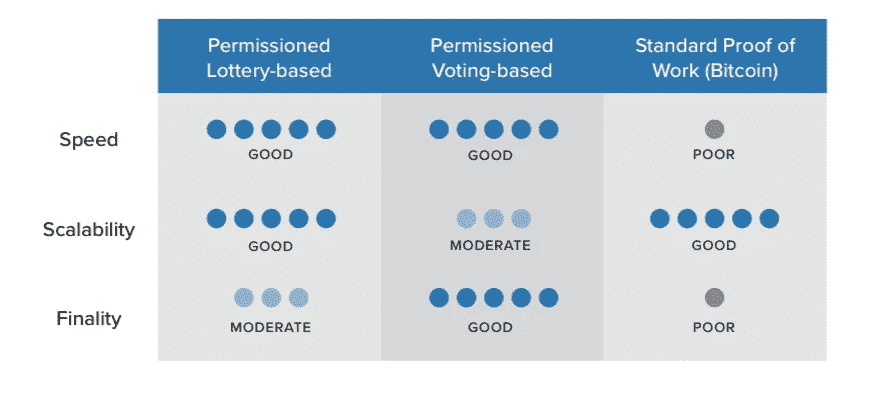 Permissioned
Lottery-based
Permissioned
Voting-based
Standard Proof of
Work (Bitcoin)
Speed
GOOD
GOOD
POOR
Scalability
GOOD
MODERATE
GOOD
Finality
MODERATE
GOOD
POOR